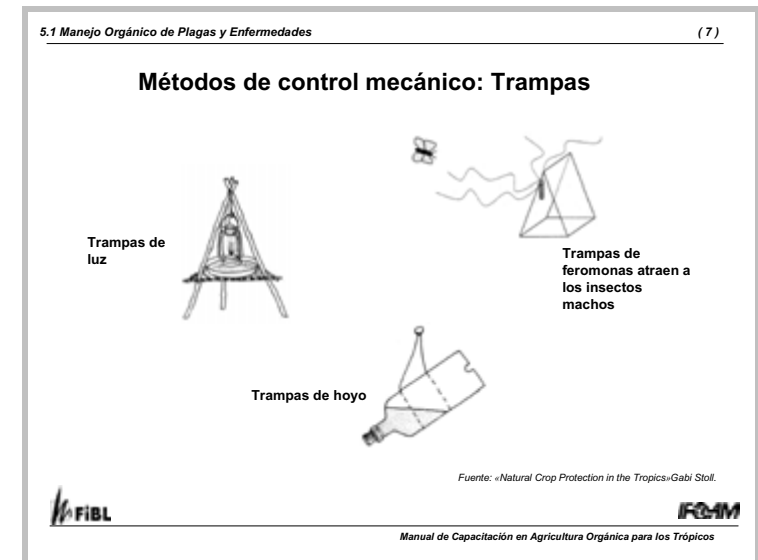 5.1 Manejo Orgánico de Plagas y Enfermedades ( 7 )
Métodos de control mecánico: Trampas
Trampas de
luz
Trampas de
feromonas atraen a
los insectos
machos
Trampas de hoyo
Fuente: «Natural Crop Protection in the Tropics»Gabi Stoll.
FiBL
IFOAM
Manual de Capacitación en Agricultura Orgánica para los Trópicos